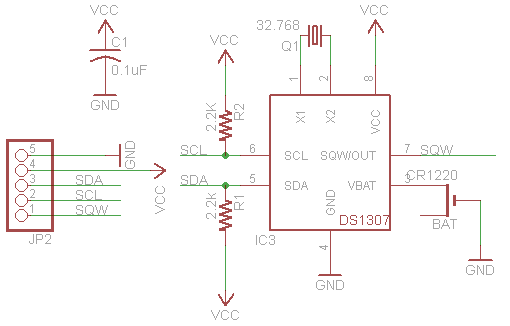 VCC
C1
0.1uF
GND
32.768
Q1
VCC
VCC
1
2
8
X1
X2
VCC
2.2K
R2
SCL
6
SCL
SQW/OUT
7
SQW
SDA
5
SDA
VBAT
3
CR1220
GND
DS1307
BAT
2.2K
R1
IC3
4
GND
GND
VCC
5
4
3
2
1
GND
VCC
SDA
SCL
SQW
JP2